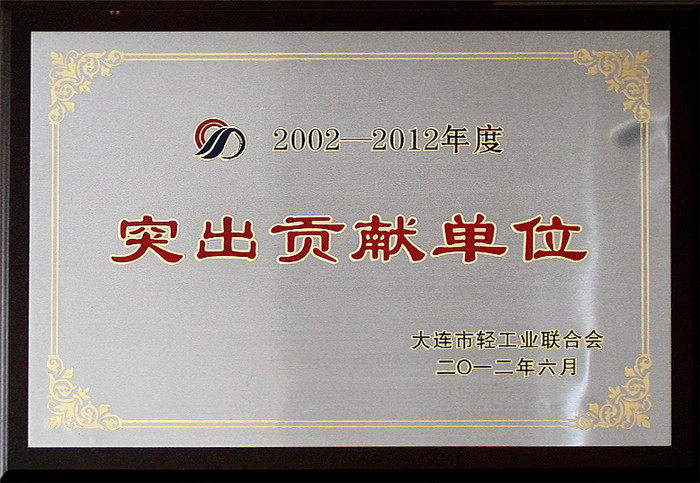 2002—2012年度
突出贡献单位
大连市轻工业联合会
二〇一二年六月